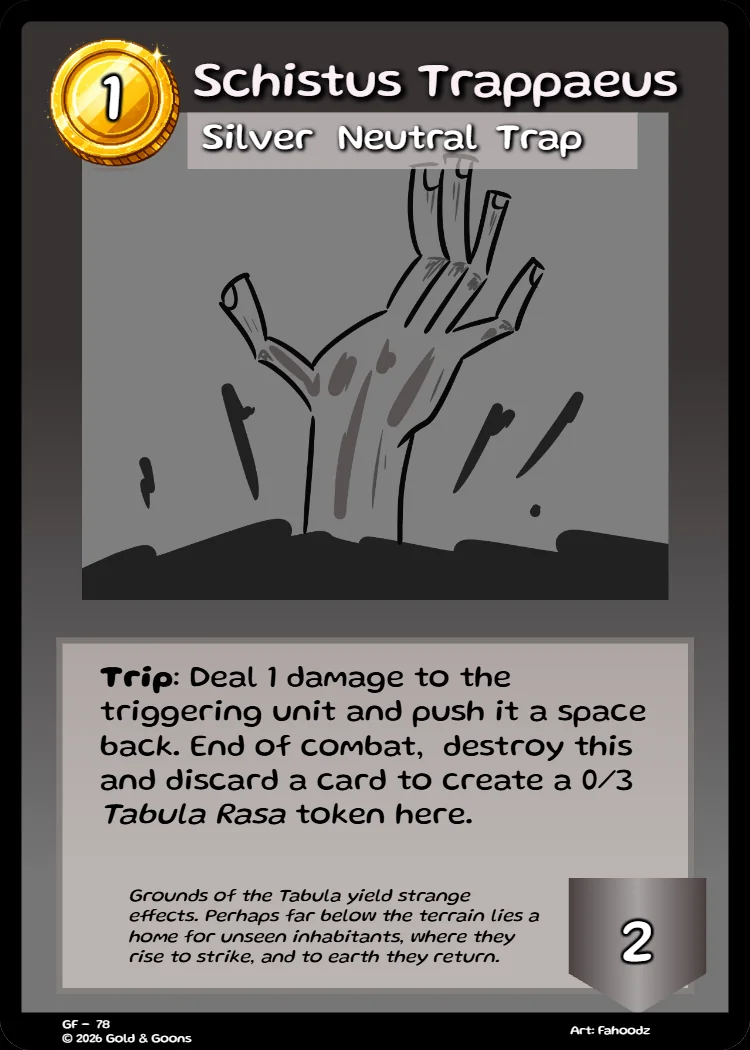 1
Schistus Trappaeus
Silver Neutral Trap
Trip: Deal 1 damage to the
triggering unit and push it a space
back. End of combat, destroy this
and discard a card to create a 0/3
Tabula Rasa token here.
Grounds of the Tabula yield strange
effects. Perhaps far below the terrain lies a
home for unseen inhabitants, where they
rise to strike, and to earth they return.
2
GF - 78
© 2026 Gold & Goons
Art: Fahoodz